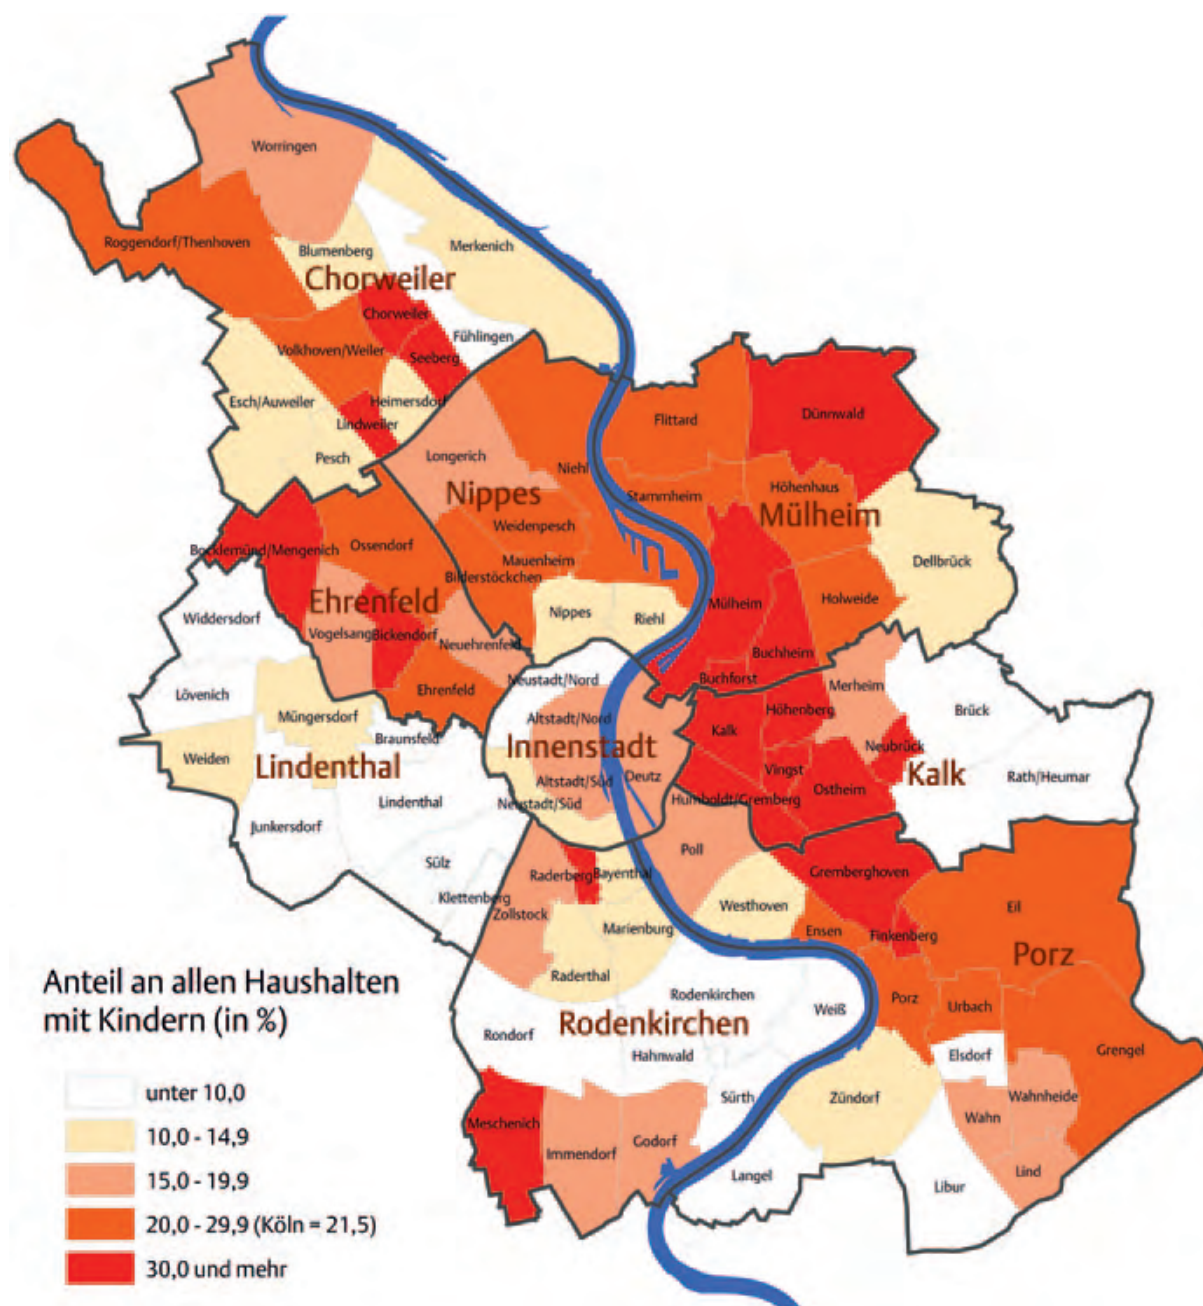 Worringen
Roggendorf/Thenhoven
Blumenberg
Merkenich
Chorweiler
Chorweiler
Fühlingen
Volkhoven/Weiler
Seeberg
Esch/Auweiler
Heimersdorf
Lindweiler
Pesch
Flittard
Dünnwald
Longerich
Niehl
Nippes
Stammheim
Höhenhaus
Mülheim
Weidenpesch
Bocklemünd/Mengenich
Ossendorf
Mauenheim
Bilderstöckchen
Dellbrück
Ehrenfeld
Nippes
Riehl
Mülheim
Holweide
Widdersdorf
Vogelsang
Bickendorf
Neuehrenfeld
Buchheim
Buchforst
Lövenich
Ehrenfeld
Neustadt/Nord
Merheim
Brück
Müngersdorf
Altstadt/Nord
Höhenberg
Kalk
Braunsfeld
Innenstadt
Neubrück
Weiden
Lindenthal
Altstadt/Süd
Deutz
Vingst
Kalk
Rath/Heumar
Ostheim
Lindenthal
Neustadt/Süd
Humboldt/Gremberg
Junkersdorf
Sülz
Poll
Raderberg
Bayenthal
Gremberghoven
Klettenberg
Zollstock
Westhoven
Eil
Marienburg
Ensen
Finkenberg
Porz
Raderthal
Rodenkirchen
Weiß
Porz
Urbach
Rodenkirchen
Rondorf
Hahnwald
Elsdorf
Grengel
Sürth
Zündorf
Wahnheide
Wahn
Meschenich
Immendorf
Godorf
Langel
Lind
Libur
Anteil an allen Haushalten
mit Kindern (in %)
unter 10,0
10,0 - 14,9
15,0 - 19,9
20,0 - 29,9 (Köln = 21,5)
30,0 und mehr